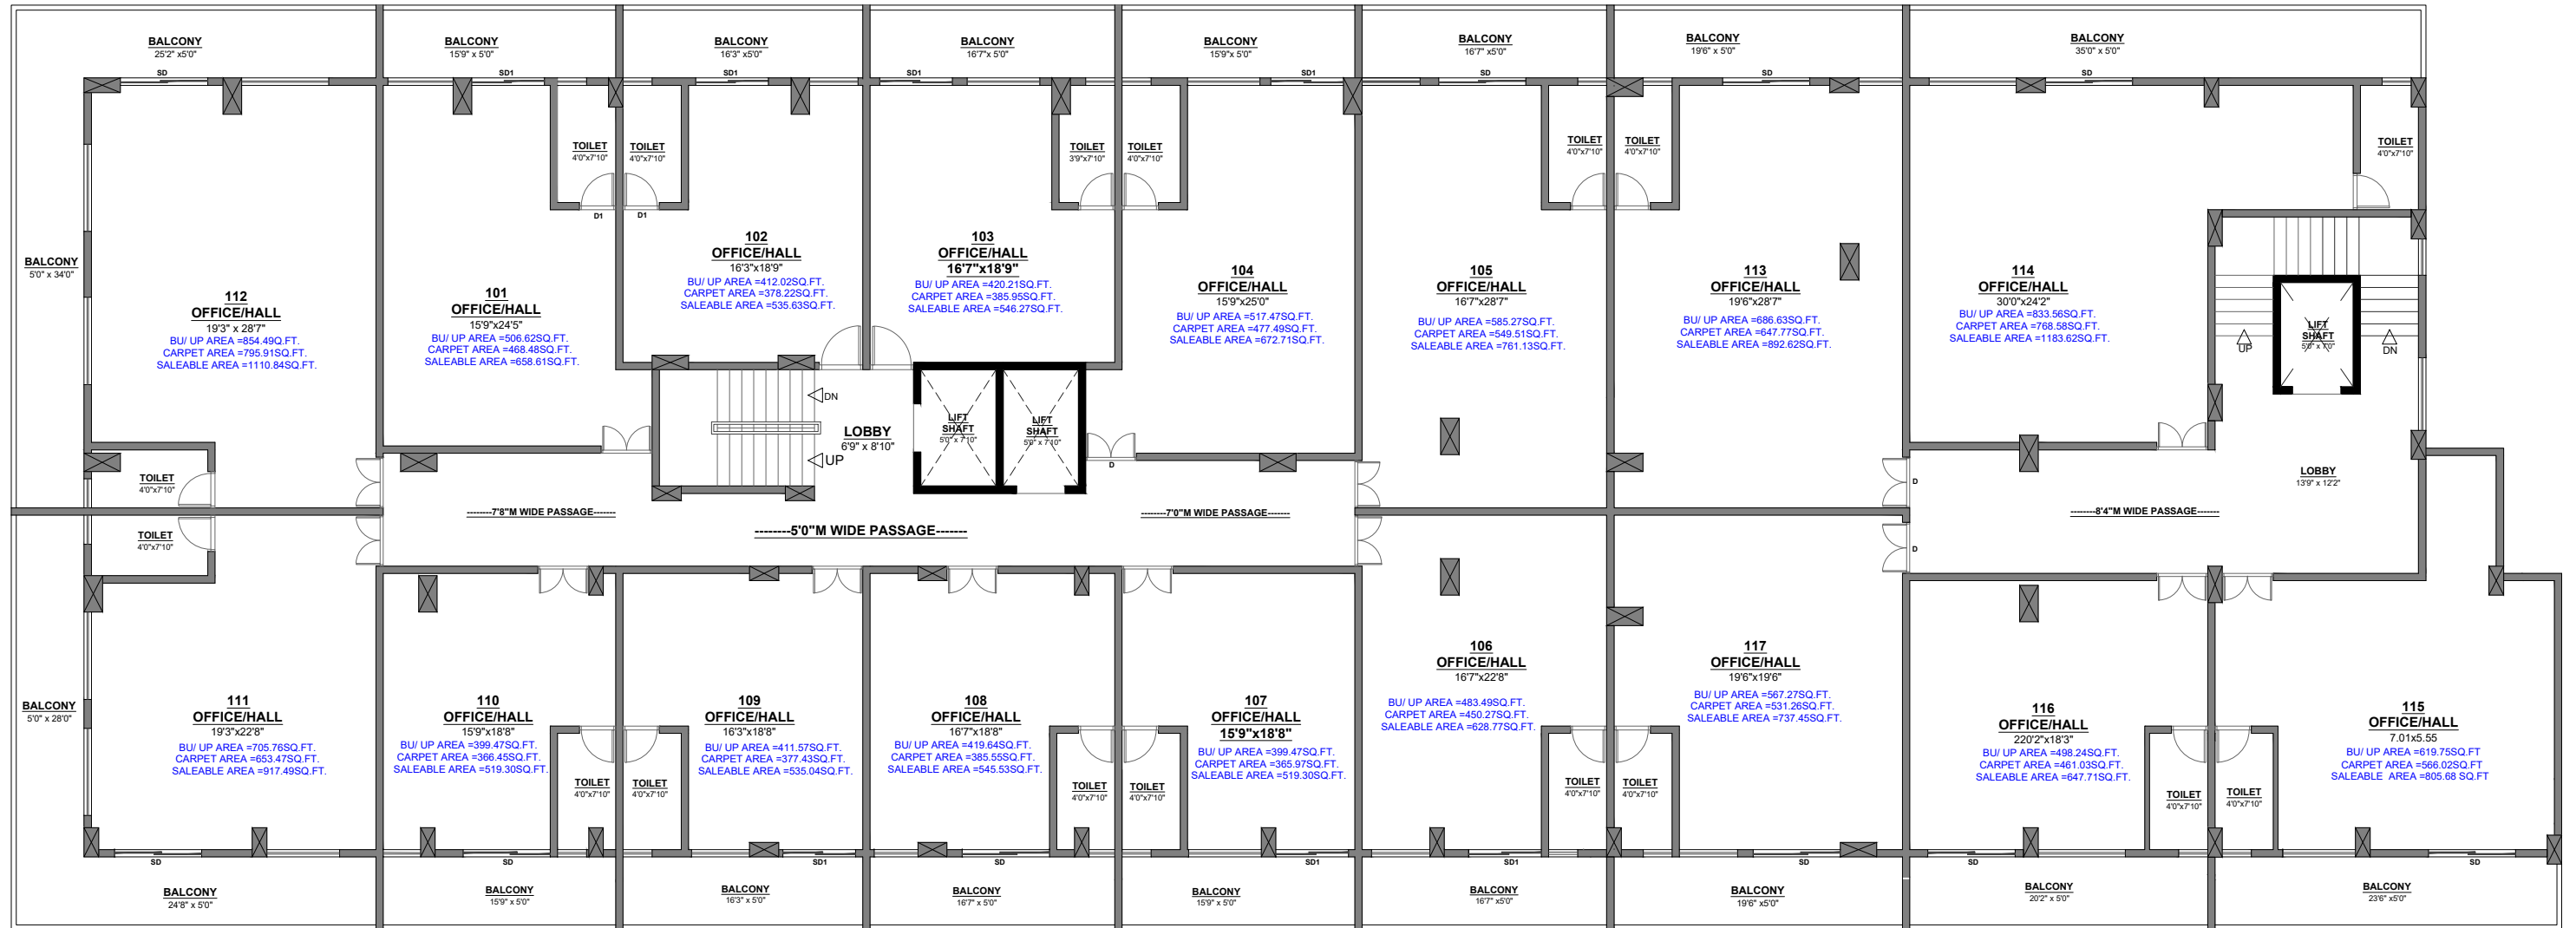 BALCONY
25'2" x5'0"
BALCONY
15'9" x 5'0"
BALCONY
16'3" x5'0"
BALCONY
16'7"x 5'0"
BALCONY
15'9"x 5'0"
BALCONY
16'7" x5'0"
BALCONY
19'6" x 5'0"
BALCONY
35'0" x 5'0"
SD
SD1
SD1
SD1
SD1
SD
SD
SD
TOILET
4'0"x7'10"
TOILET
4'0"x7'10"
TOILET
3'9"x7'10"
TOILET
4'0"x7'10"
TOILET
4'0"x7'10"
TOILET
4'0"x7'10"
TOILET
4'0"x7'10"
D1
D1
BALCONY
5'0" x 34'0"
112
OFFICE/HALL
19'3" x 28'7"
BU/ UP AREA =854.49Q.FT.
CARPET AREA =795.91SQ.FT.
SALEABLE AREA =1110.84SQ.FT.
101
OFFICE/HALL
15'9"x24'5"
BU/ UP AREA =506.62SQ.FT.
CARPET AREA =468.48SQ.FT.
SALEABLE AREA =658.61SQ.FT.
102
OFFICE/HALL
16'3"x18'9"
BU/ UP AREA =412.02SQ.FT.
CARPET AREA =378.22SQ.FT.
SALEABLE AREA =535.63SQ.FT.
103
OFFICE/HALL
16'7"x18'9"
BU/ UP AREA =420.21SQ.FT.
CARPET AREA =385.95SQ.FT.
SALEABLE AREA =546.27SQ.FT.
104
OFFICE/HALL
15'9"x25'0"
BU/ UP AREA =517.47SQ.FT.
CARPET AREA =477.49SQ.FT.
SALEABLE AREA =672.71SQ.FT.
105
OFFICE/HALL
16'7"x28'7"
BU/ UP AREA =585.27SQ.FT.
CARPET AREA =549.51SQ.FT.
SALEABLE AREA =761.13SQ.FT.
113
OFFICE/HALL
19'6"x28'7"
BU/ UP AREA =686.63SQ.FT.
CARPET AREA =647.77SQ.FT.
SALEABLE AREA =892.62SQ.FT.
114
OFFICE/HALL
30'0"x24'2"
BU/ UP AREA =833.56SQ.FT.
CARPET AREA =768.58SQ.FT.
SALEABLE AREA =1183.62SQ.FT.
LIFT
SHAFT
5'0" x 7'0"
UP
DN
DN
UP
LOBBY
6'9" x 8'10"
LIFT
SHAFT
5'0" x 7'10"
LIFT
SHAFT
5'0" x 7'10"
D
TOILET
4'0"x7'10"
TOILET
4'0"x7'10"
--------7'8"M WIDE PASSAGE-------
--------5'0"M WIDE PASSAGE-------
--------7'0"M WIDE PASSAGE-------
D
D
--------8'4"M WIDE PASSAGE-------
LOBBY
13'9" x 12'2"
BALCONY
5'0" x 28'0"
111
OFFICE/HALL
19'3"x22'8"
BU/ UP AREA =705.76SQ.FT.
CARPET AREA =653.47SQ.FT.
SALEABLE AREA =917.49SQ.FT.
110
OFFICE/HALL
15'9"x18'8"
BU/ UP AREA =399.47SQ.FT.
CARPET AREA =366.45SQ.FT.
SALEABLE AREA =519.30SQ.FT.
109
OFFICE/HALL
16'3"x18'8"
BU/ UP AREA =411.57SQ.FT.
CARPET AREA =377.43SQ.FT.
SALEABLE AREA =535.04SQ.FT.
108
OFFICE/HALL
16'7"x18'8"
BU/ UP AREA =419.64SQ.FT.
CARPET AREA =385.55SQ.FT.
SALEABLE AREA =545.53SQ.FT.
107
OFFICE/HALL
15'9"x18'8"
BU/ UP AREA =399.47SQ.FT.
CARPET AREA =365.97SQ.FT.
SALEABLE AREA =519.30SQ.FT.
106
OFFICE/HALL
16'7"x22'8"
BU/ UP AREA =483.49SQ.FT.
CARPET AREA =450.27SQ.FT.
SALEABLE AREA =628.77SQ.FT.
117
OFFICE/HALL
19'6"x19'6"
BU/ UP AREA =567.27SQ.FT.
CARPET AREA =531.26SQ.FT.
SALEABLE AREA =737.45SQ.FT.
116
OFFICE/HALL
220'2"x18'3"
BU/ UP AREA =498.24SQ.FT.
CARPET AREA =461.03SQ.FT.
SALEABLE AREA =647.71SQ.FT.
115
OFFICE/HALL
7.01x5.55
BU/ UP AREA =619.75SQ.FT
CARPET AREA =566.02SQ.FT
SALEABLE AREA =805.68 SQ.FT
TOILET
4'0"x7'10"
TOILET
4'0"x7'10"
TOILET
4'0"x7'10"
TOILET
4'0"x7'10"
TOILET
4'0"x7'10"
TOILET
4'0"x7'10"
TOILET
4'0"x7'10"
TOILET
4'0"x7'10"
SD
SD
SD1
SD
SD1
SD1
SD
SD
SD
BALCONY
24'8" x 5'0"
BALCONY
15'9" x 5'0"
BALCONY
16'3" x 5'0"
BALCONY
16'7" x 5'0"
BALCONY
15'9" x 5'0"
BALCONY
16'7" x5'0"
BALCONY
19'6" x5'0"
BALCONY
20'2" x 5'0"
BALCONY
23'6" x5'0"